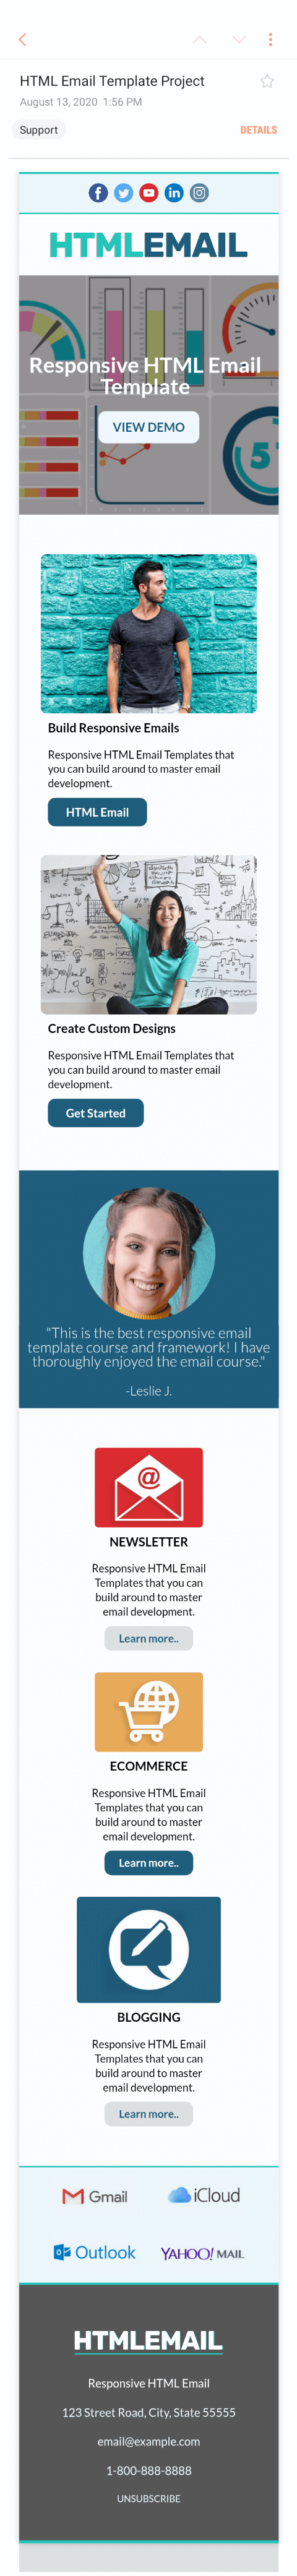 HTML Email Template Project
August 13, 2020 1:56 PM
Support
DETAILS
HTMLEMAIL
Responsive HTML Email
Template
VIEW DEMO
5
Build Responsive Emails
Responsive HTML Email Templates that
you can build around to master email
development.
HTML Email
Create Custom Designs
Responsive HTML Email Templates that
you can build around to master email
development.
Get Started
"This is the best responsive email
template course and framework! I have
thoroughly enjoyed the email course."
-Leslie J.
@
NEWSLETTER
Responsive HTML Email
Templates that you can
build around to master
email development.
Learn more..
ECOMMERCE
Responsive HTML Email
Templates that you can
build around to master
email development.
Learn more..
BLOGGING
Responsive HTML Email
Templates that you can
build around to master
email development.
Learn more..
Gmail
iCloud
Outlook
YAHOO! MAIL
HTMLEMAIL
Responsive HTML Email
123 Street Road, City, State 55555
email@example.com
1-800-888-8888
UNSUBSCRIBE